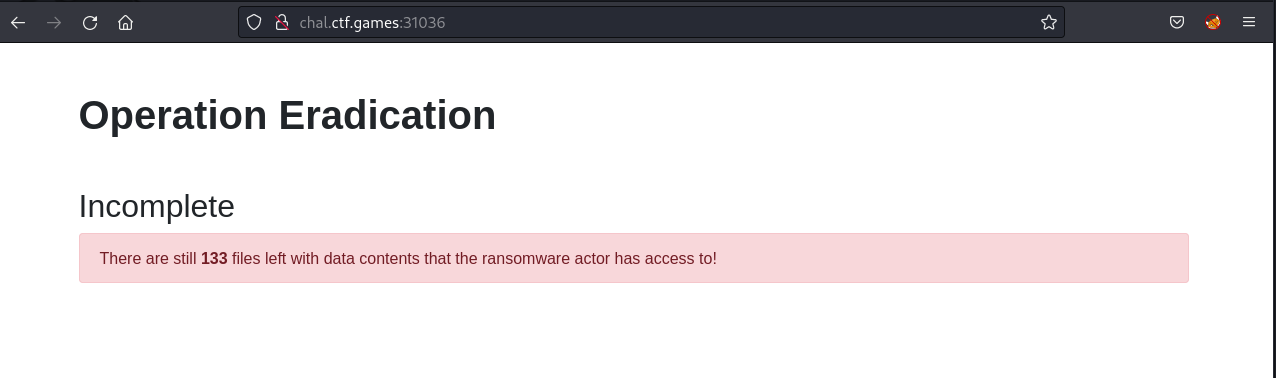 chal.ctf.games:31036
Operation Eradication
Incomplete
There are still 133 files left with data contents that the ransomware actor has access to!